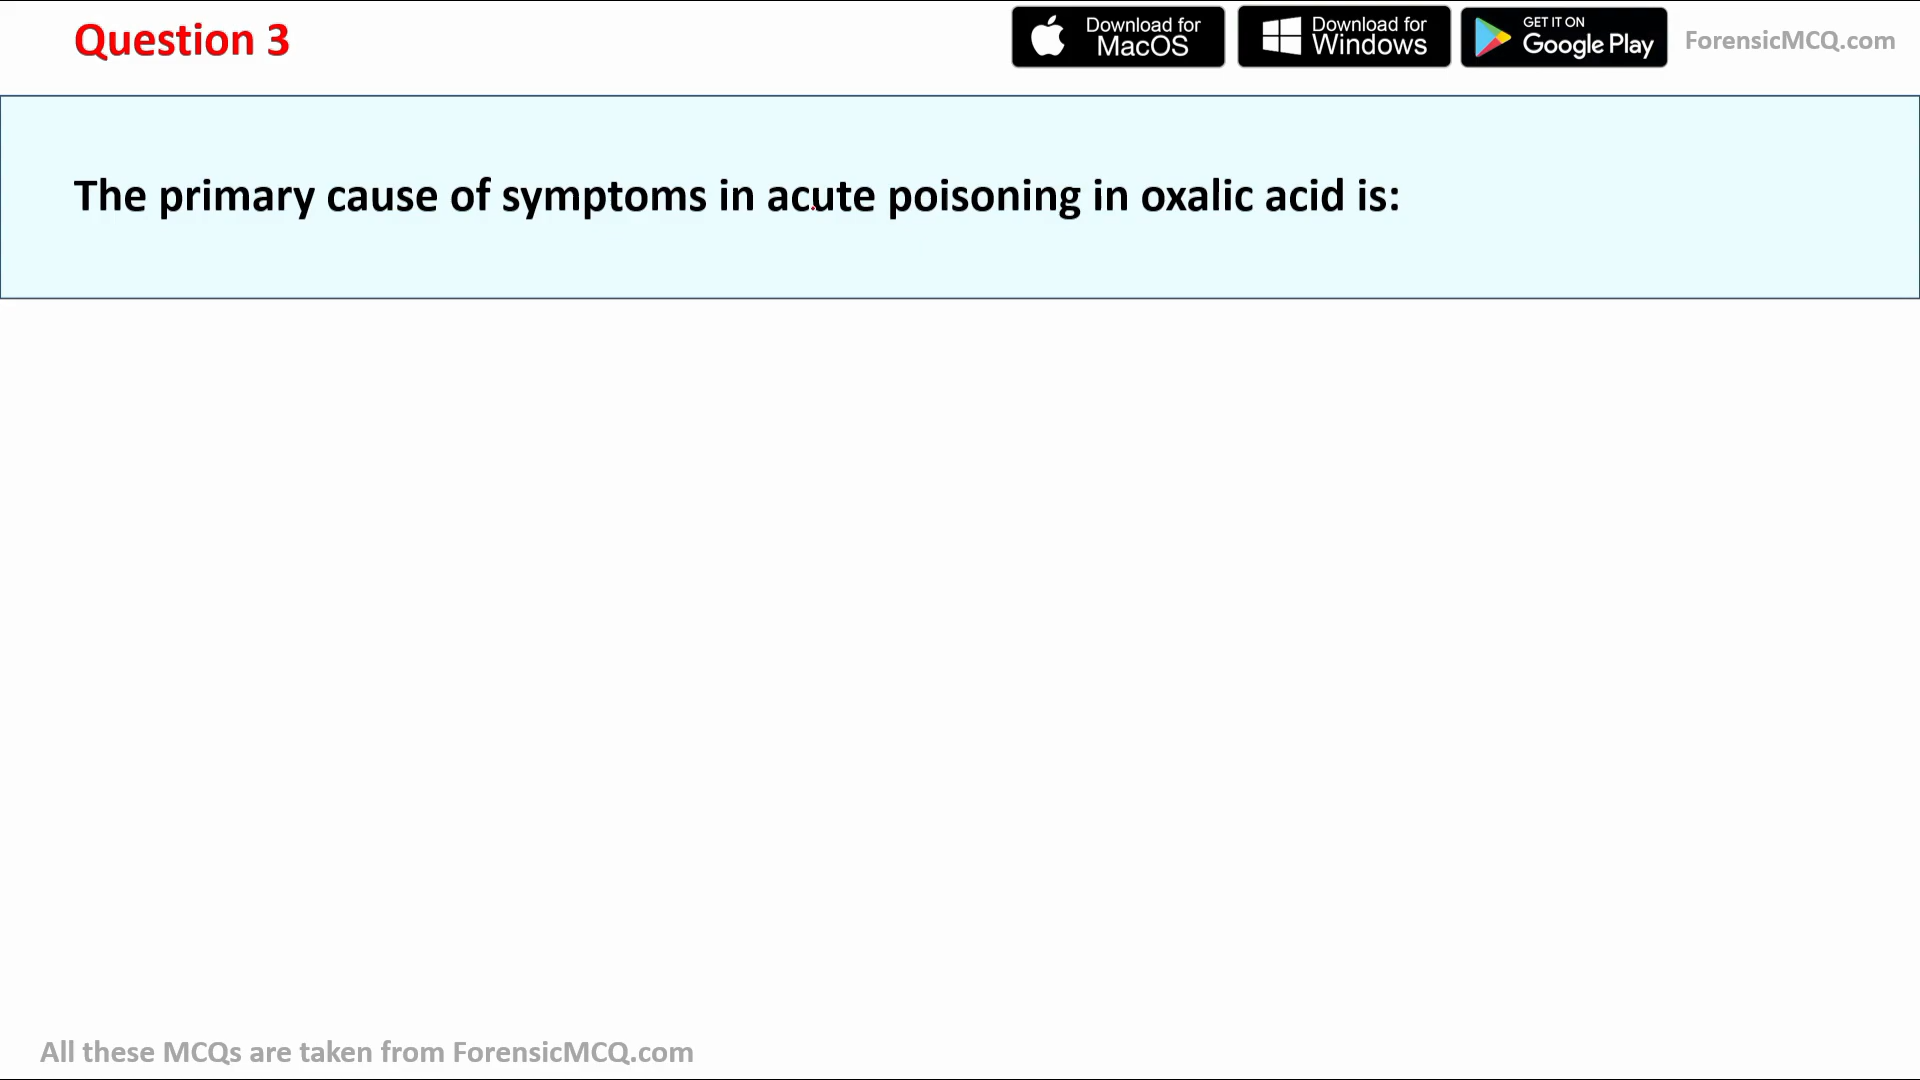 Question 3
Download for
MacOS
Download for
Windows
GET IT ON
Google Play
ForensicMCQ.com
The primary cause of symptoms in acute poisoning in oxalic acid is:
All these MCQs are taken from ForensicMCQ.com